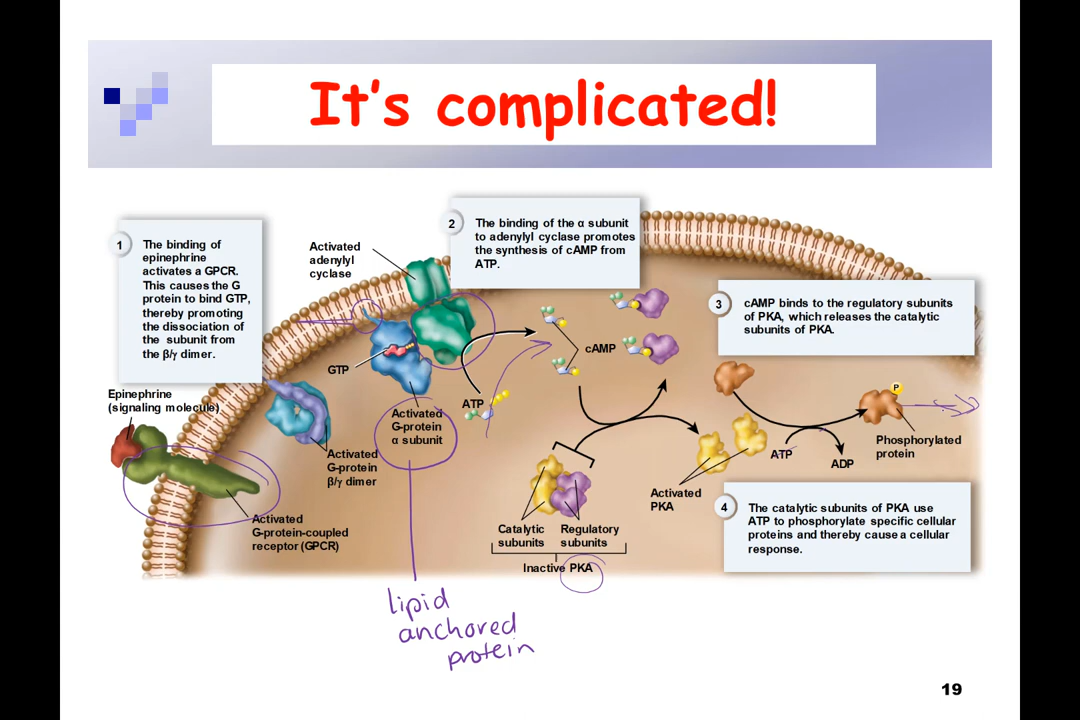 It's complicated!
1
The binding of
epinephrine
activates a GPCR.
This causes the G
protein to bind GTP,
thereby promoting
the dissociation of
the subunit from
the β/γ dimer.
Activated
adenylyl
cyclase
2
The binding of the α subunit
to adenylyl cyclase promotes
the synthesis of cAMP from
ATP.
3
cAMP binds to the regulatory subunits
of PKA, which releases the catalytic
subunits of PKA.
Epinephrine
(signaling molecule)
GTP
ATP
cAMP
Activated
G-protein
α subunit
Activated
G-protein
β/γ dimer
Activated
G-protein-coupled
receptor (GPCR)
Catalytic
subunits
Regulatory
subunits
Inactive PKA
Activated
PKA
ATP
ADP
P
Phosphorylated
protein
4
The catalytic subunits of PKA use
ATP to phosphorylate specific cellular
proteins and thereby cause a cellular
response.
lipid
anchored
protein
19